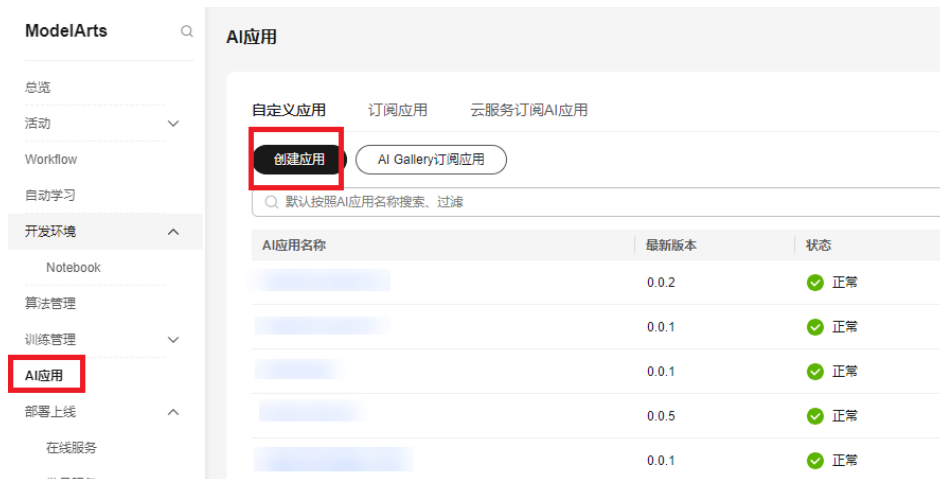 ModelArts
总览
活动
Workflow
自动学习
开发环境
Notebook
算法管理
训练管理
AI应用
部署上线
在线服务
AI应用
自定义应用 订阅应用 云服务订阅AI应用
创建应用 AI Gallery订阅应用
默认按照AI应用名称搜索、过滤
AI应用名称 最新版本 状态
0.0.2 正常
0.0.1 正常
0.0.1 正常
0.0.5 正常
0.0.1 正常